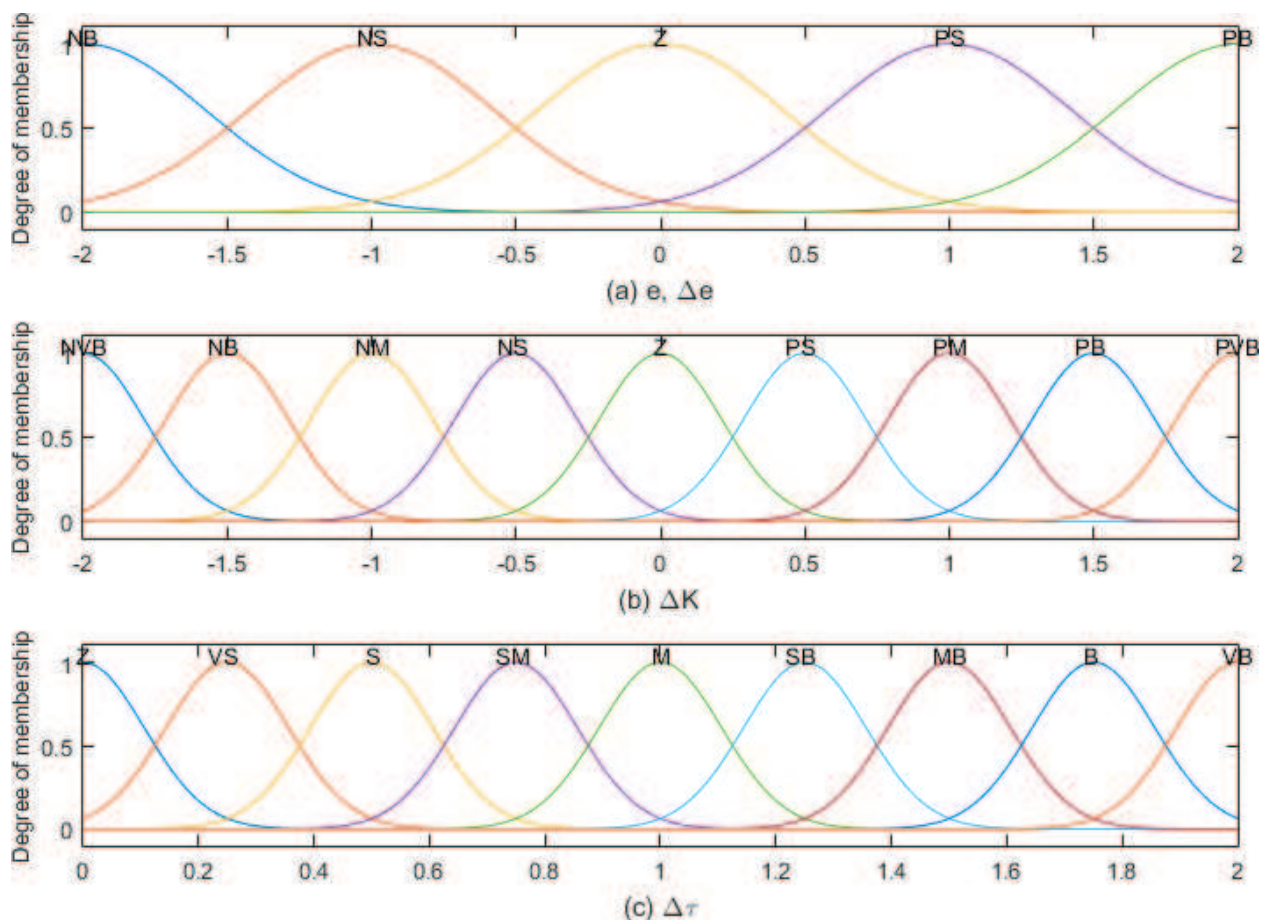 NB NS Z PS PB
1
0.5
0
Degree of membership
-2 -1.5 -1 -0.5 0 0.5 1 1.5 2
(a) e, Δe
NVB NB NM NS Z PS PM PB PVB
1
0.5
0
Degree of membership
-2 -1.5 -1 -0.5 0 0.5 1 1.5 2
(b) ΔK
Z VS S SM M SB MB B VB
1
0.5
0
Degree of membership
0 0.2 0.4 0.6 0.8 1 1.2 1.4 1.6 1.8 2
(c) Δτ